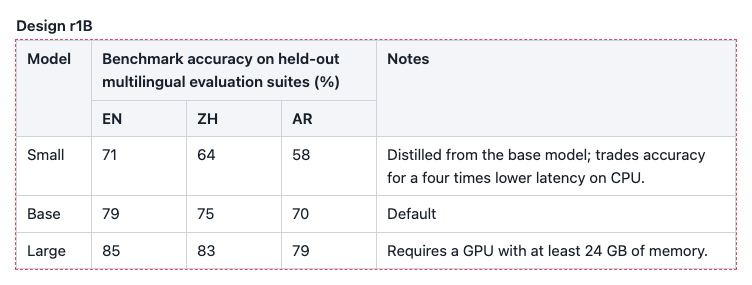 Design r1B
Model
Benchmark accuracy on held-out
multilingual evaluation suites (%)
Notes
EN
ZH
AR
Small
71
64
58
Distilled from the base model; trades accuracy
for a four times lower latency on CPU.
Base
79
75
70
Default
Large
85
83
79
Requires a GPU with at least 24 GB of memory.